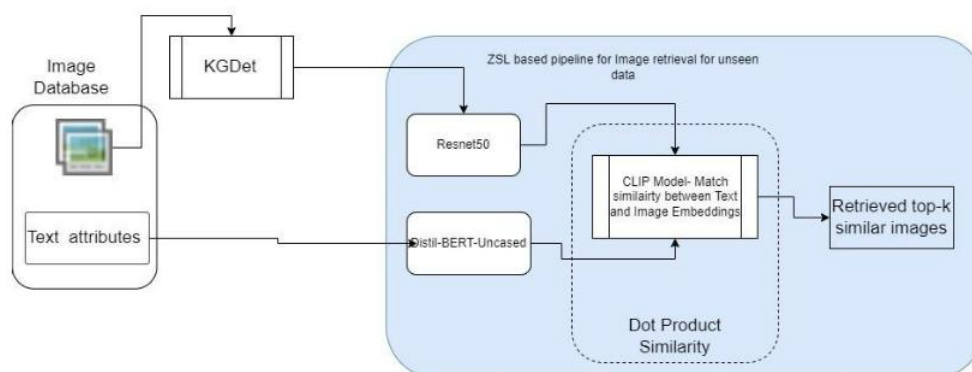 Image
Database
KGDet
Text attributes
ZSL based pipeline for Image retrieval for unseen
data
Resnet50
Distil-BERT-Uncased
CLIP Model- Match
similairty between Text
and Image Embeddings
Dot Product
Similarity
Retrieved top-k
similar images